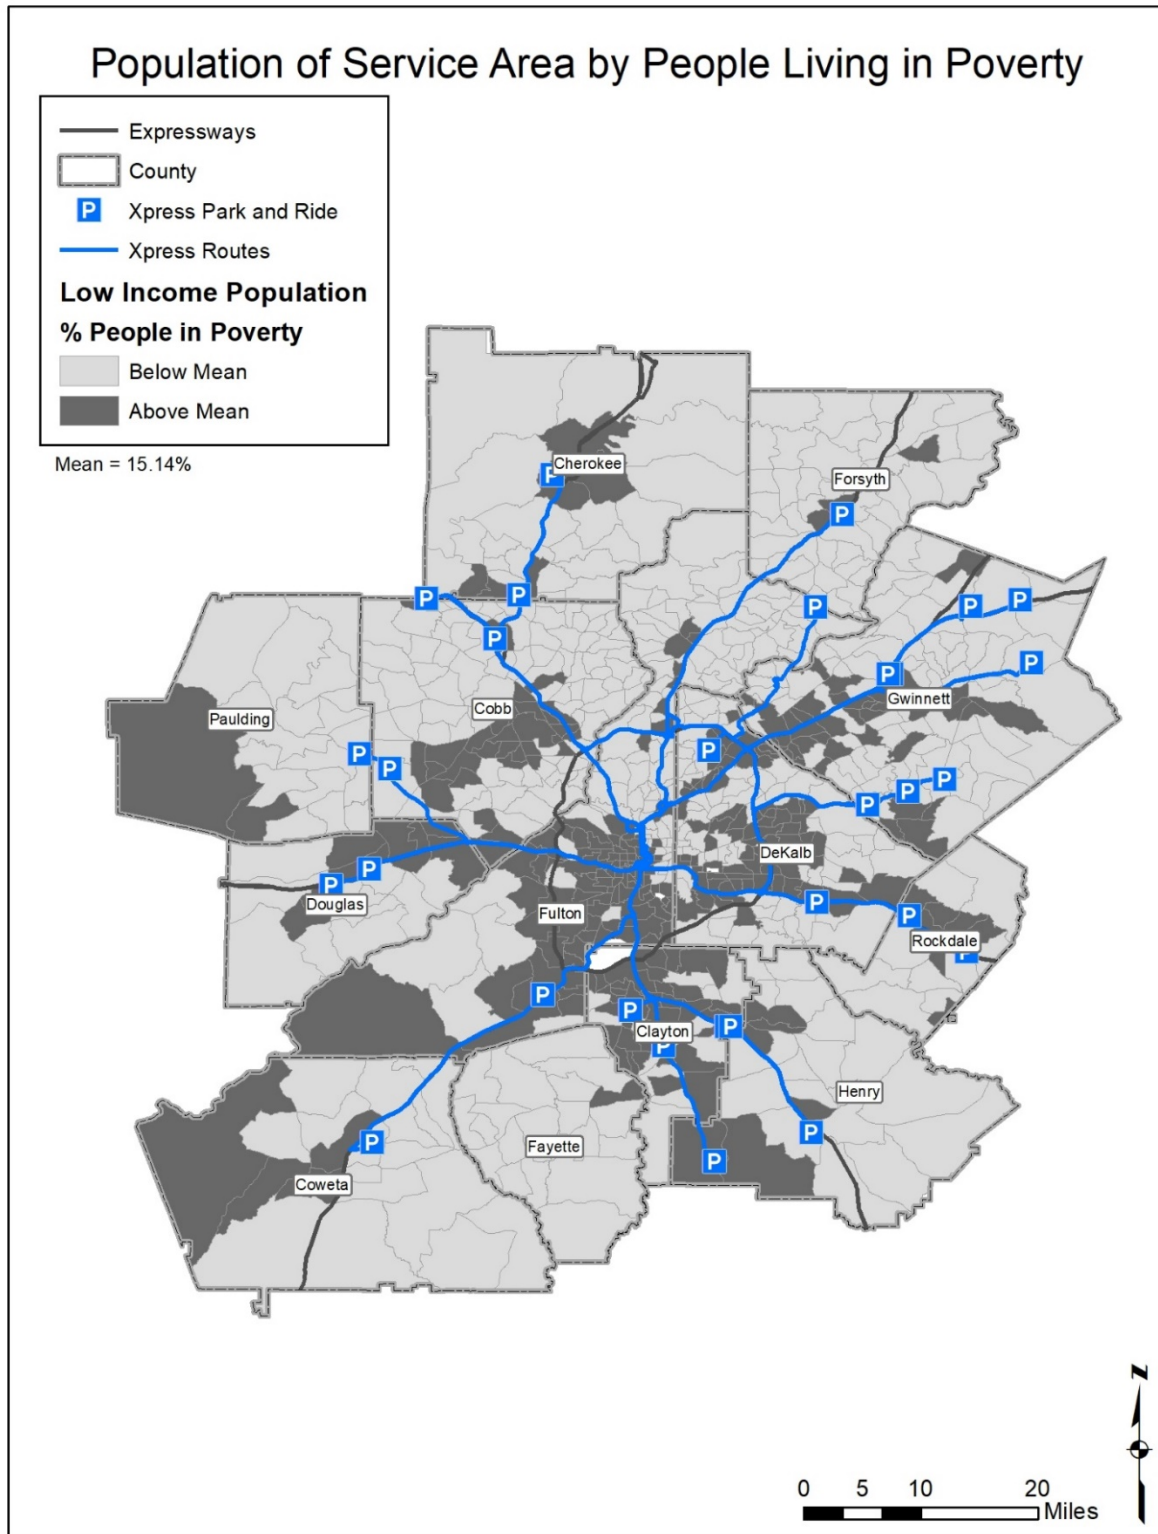 Population of Service Area by People Living in Poverty
Expressways
County
P Xpress Park and Ride
Xpress Routes
Low Income Population
% People in Poverty
Below Mean
Above Mean
Mean = 15.14%
Cherokee
Forsyth
Gwinnett
Cobb
Paulding
DeKalb
Douglas
Fulton
Rockdale
Clayton
Henry
Fayette
Coweta
N
0 5 10 20
Miles